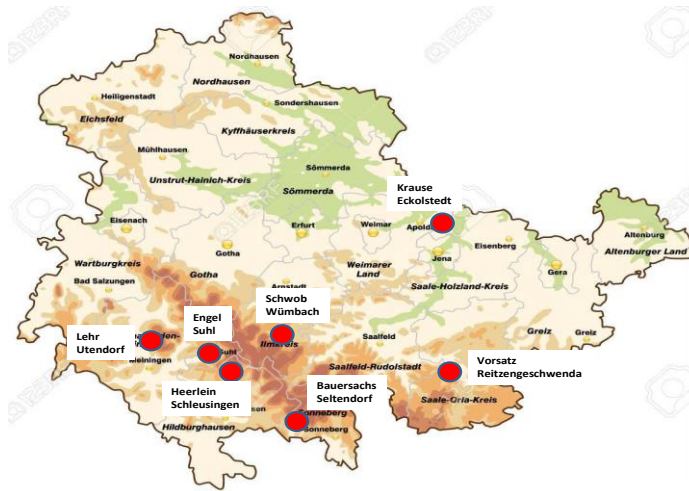 Nordhausen
Nordhausen
Heiligenstadt
Sondershausen
Eichsfeld
Kyffhäuserkreis
Mühlhausen
Sömmerda
Unstrut-Hainich-Kreis
Sömmerda
Krause
Eckolstedt
Eisenach
Erfurt
Weimar
Apold
Altenburg
Gotha
Jena
Eisenberg
Altenburger Land
Wartburgkreis
Gotha
Weimarer
Land
Gera
Bad Salzungen
Arnstadt
Saale-Holzland-Kreis
Schwob
Wümbach
Engel
Suhl
Lehr
Utendorf
Saalfeld
Greiz
Greiz
Ilmkreis
Saalfeld-Rudolstadt
Vorsatz
Reitzengeschwenda
Heerlein
Schleusingen
Bauersachs
Seltendorf
Saale-Orla-Kreis
Hildburghausen
Sonneberg
Sonneberg